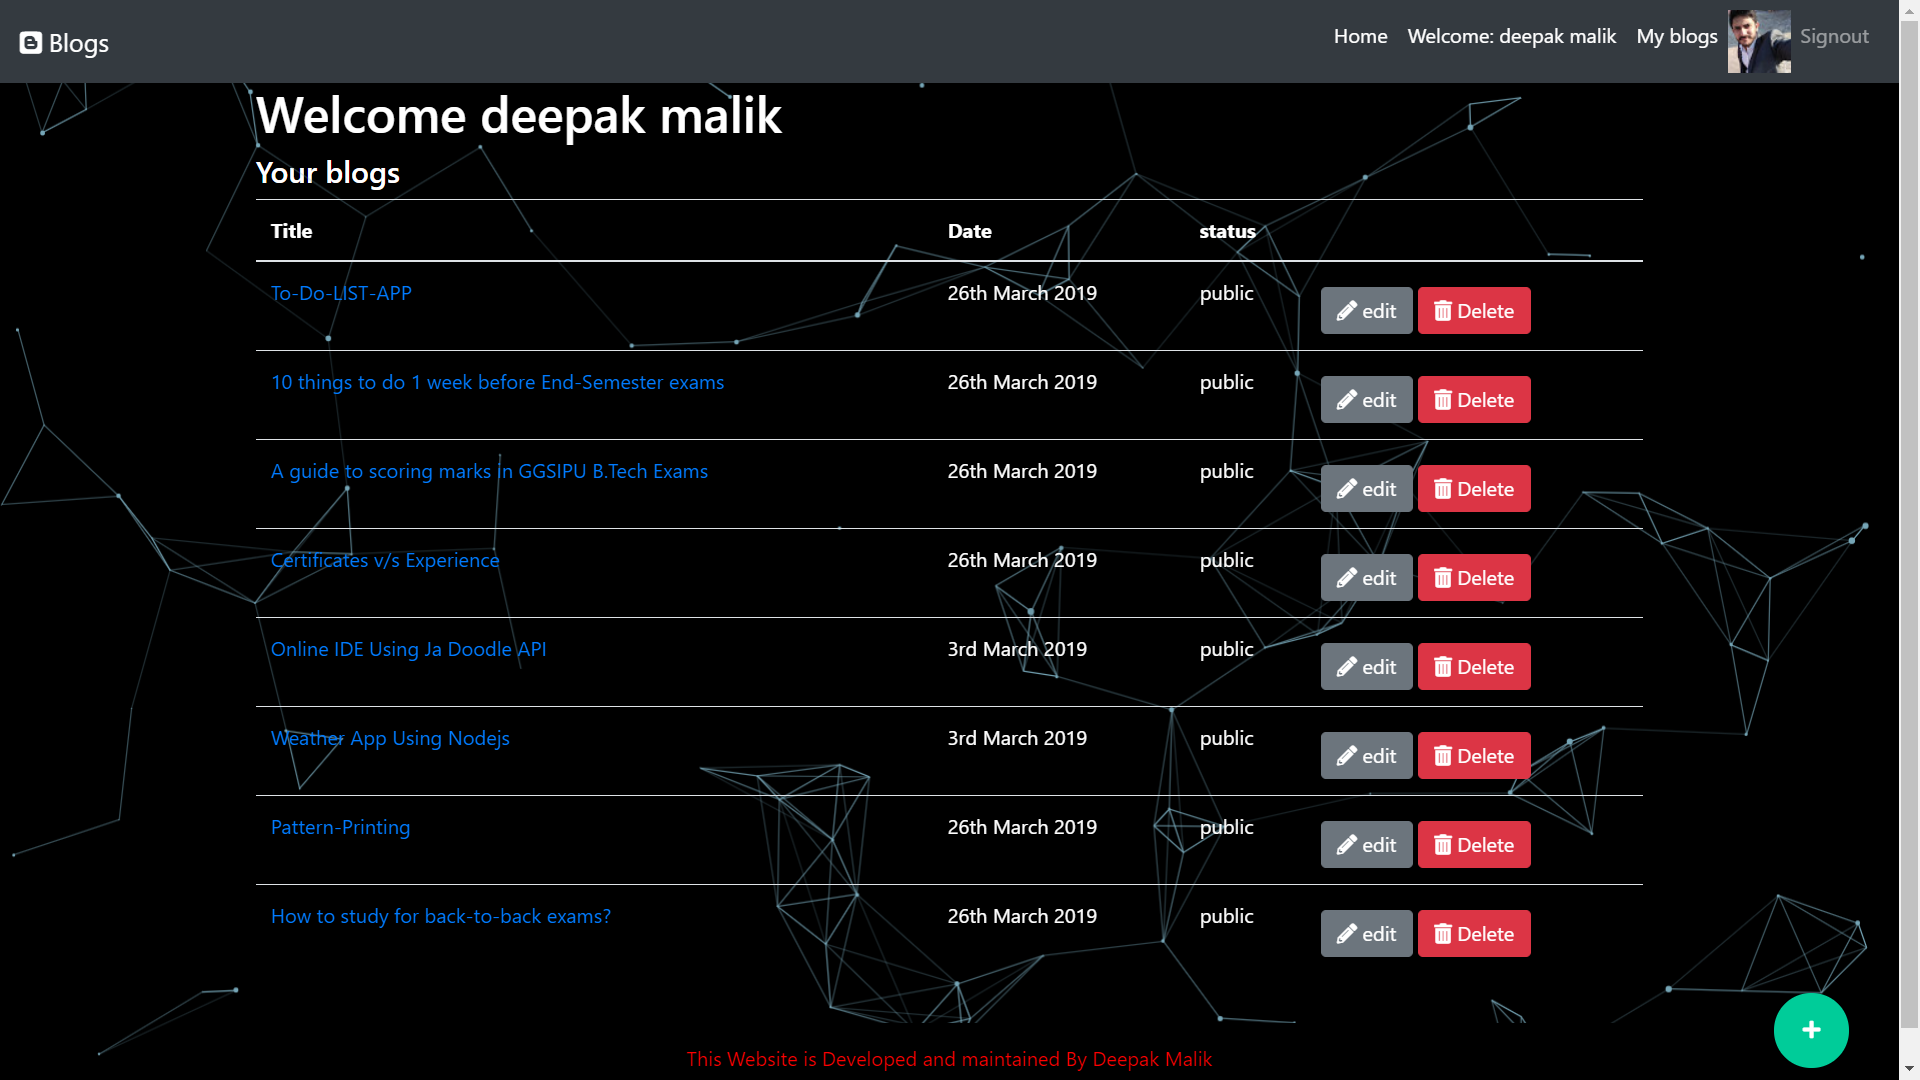 Blogs
Home Welcome: deepak malik My blogs Signout
Welcome deepak malik
Your blogs
Title Date status
To-Do-LIST-APP 26th March 2019 public edit Delete
10 things to do 1 week before End-Semester exams 26th March 2019 public edit Delete
A guide to scoring marks in GGSIPU B.Tech Exams 26th March 2019 public edit Delete
Certificates v/s Experience 26th March 2019 public edit Delete
Online IDE Using Ja Doodle API 3rd March 2019 public edit Delete
Weather App Using Nodejs 3rd March 2019 public edit Delete
Pattern-Printing 26th March 2019 public edit Delete
How to study for back-to-back exams? 26th March 2019 public edit Delete
+
This Website is Developed and maintained By Deepak Malik